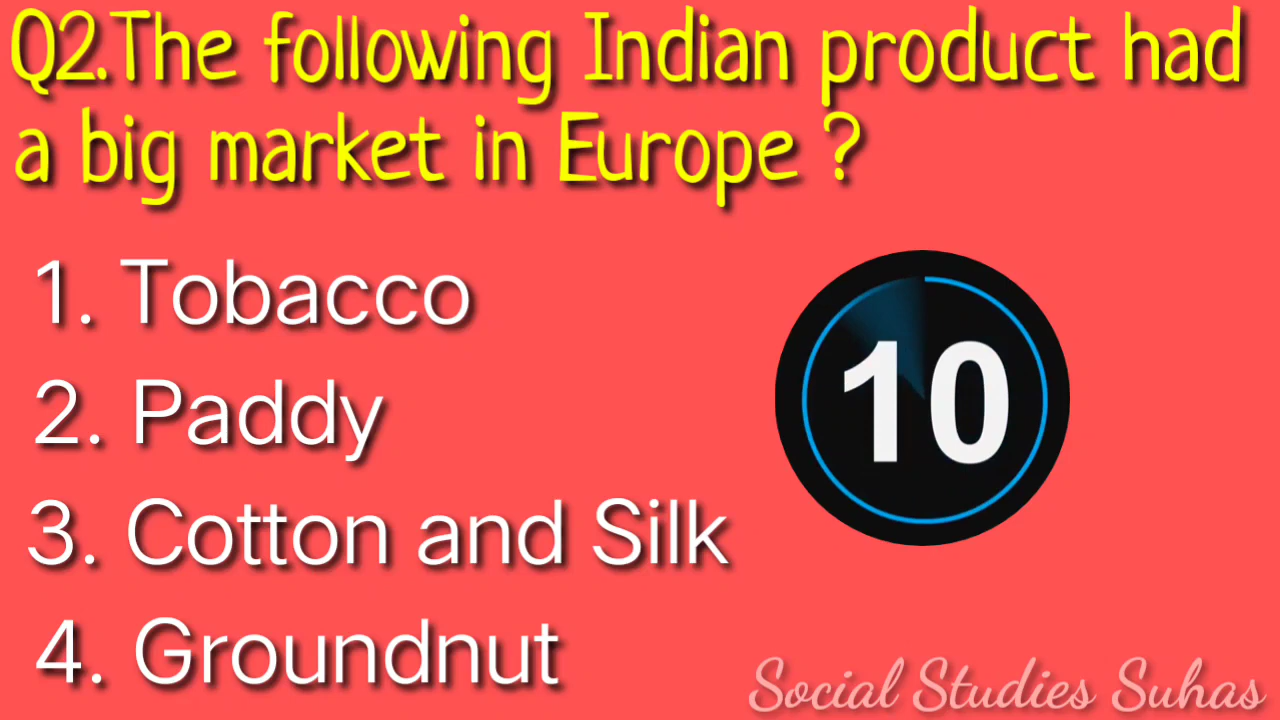 Q2.The following Indian product had
a big market in Europe ?
1. Tobacco
2. Paddy
3. Cotton and Silk
4. Groundnut
10
Social Studies Suhas